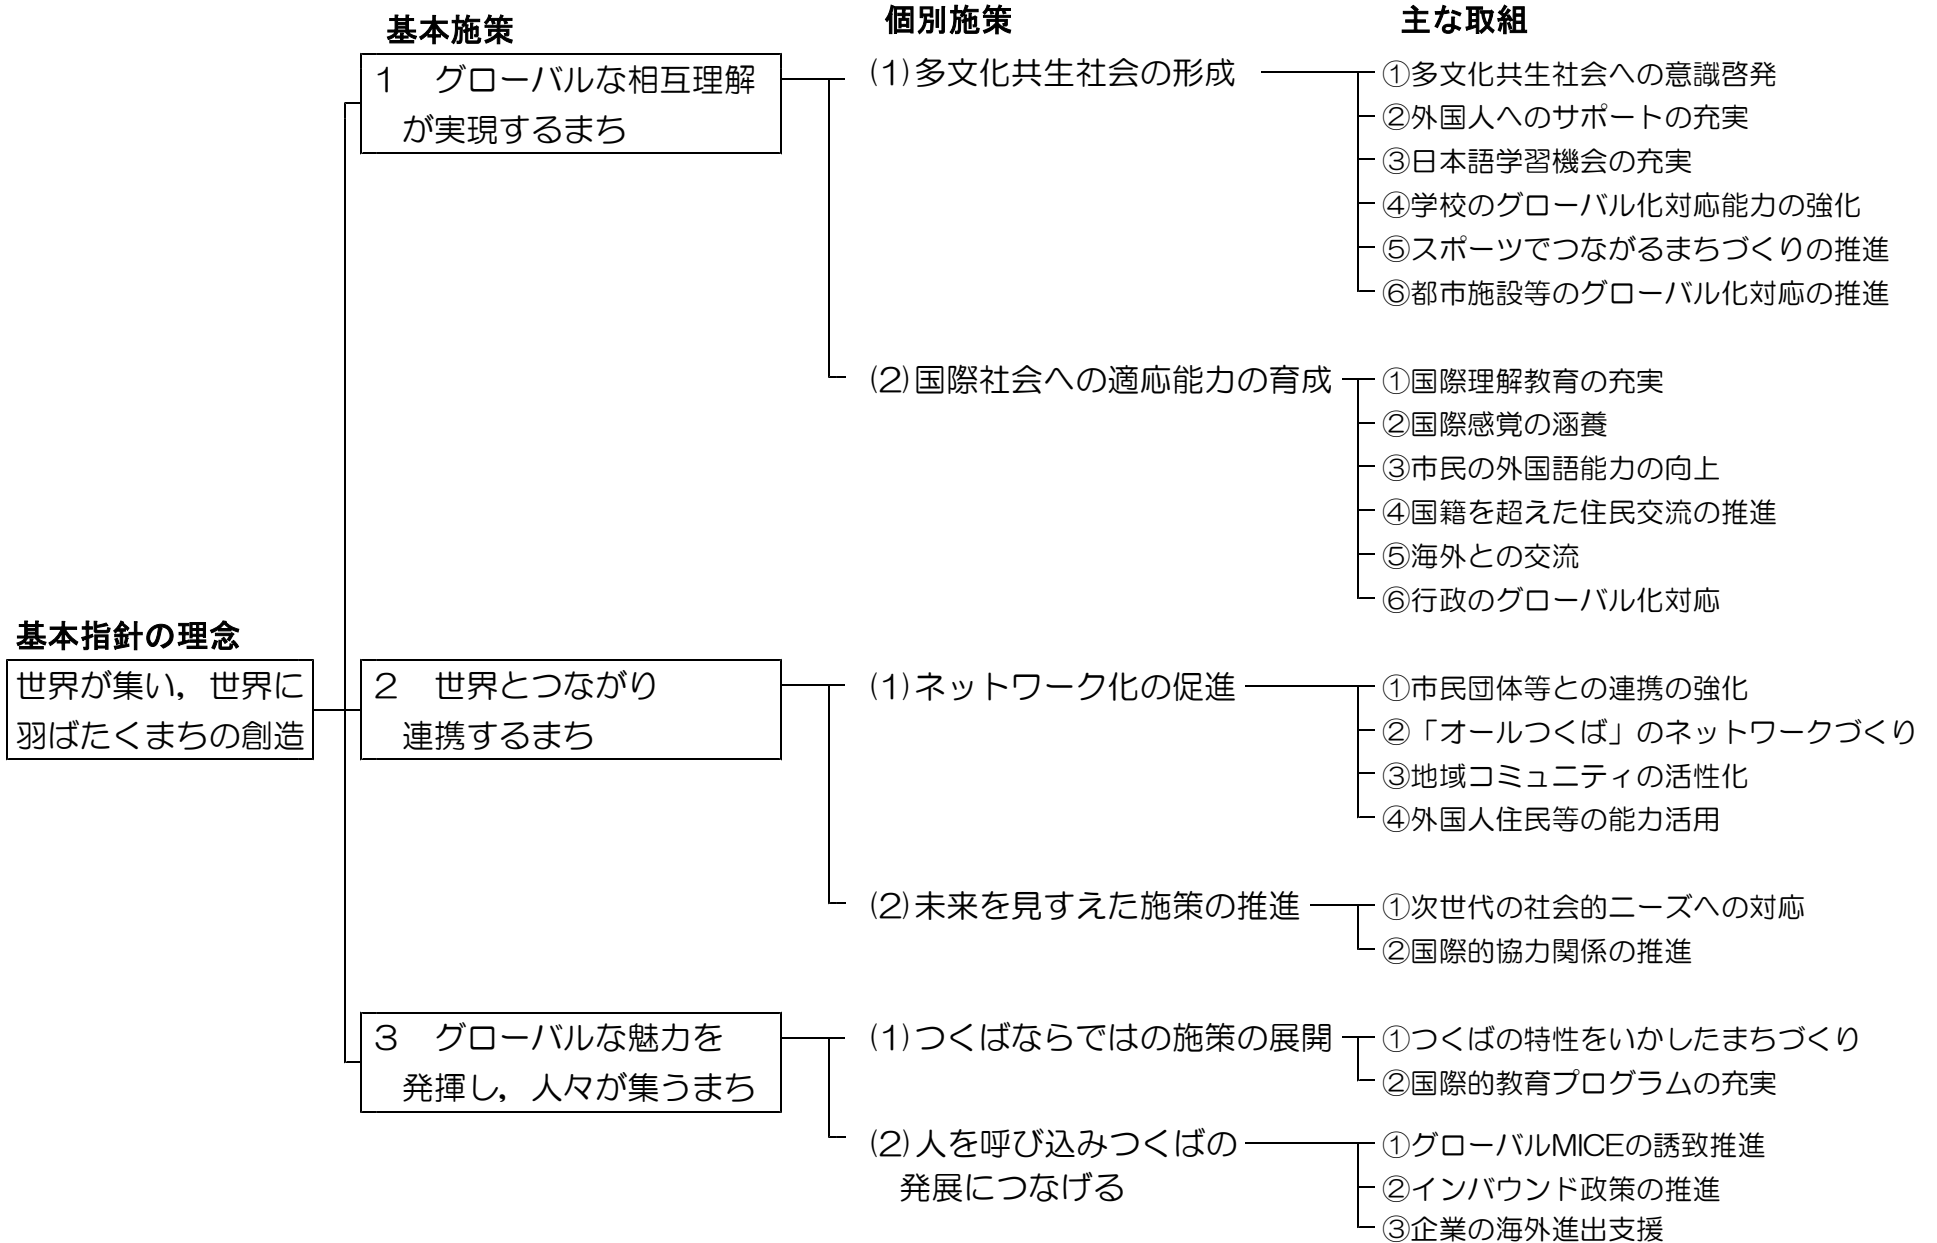 基本施策
個別施策
主な取組
１　グローバルな相互理解
が実現するまち
(1)多文化共生社会の形成
①多文化共生社会への意識啓発
②外国人へのサポートの充実
③日本語学習機会の充実
④学校のグローバル化対応能力の強化
⑤スポーツでつながるまちづくりの推進
⑥都市施設等のグローバル化対応の推進
(2)国際社会への適応能力の育成
①国際理解教育の充実
②国際感覚の涵養
③市民の外国語能力の向上
④国籍を超えた住民交流の推進
⑤海外との交流
⑥行政のグローバル化対応
基本指針の理念
世界が集い，世界に
羽ばたくまちの創造
２　世界とつながり
連携するまち
(1)ネットワーク化の促進
①市民団体等との連携の強化
②「オールつくば」のネットワークづくり
③地域コミュニティの活性化
④外国人住民等の能力活用
(2)未来を見すえた施策の推進
①次世代の社会的ニーズへの対応
②国際的協力関係の推進
３　グローバルな魅力を
発揮し，人々が集うまち
(1)つくばならではの施策の展開
①つくばの特性をいかしたまちづくり
②国際的教育プログラムの充実
(2)人を呼び込みつくばの
発展につなげる
①グローバルMICEの誘致推進
②インバウンド政策の推進
③企業の海外進出支援